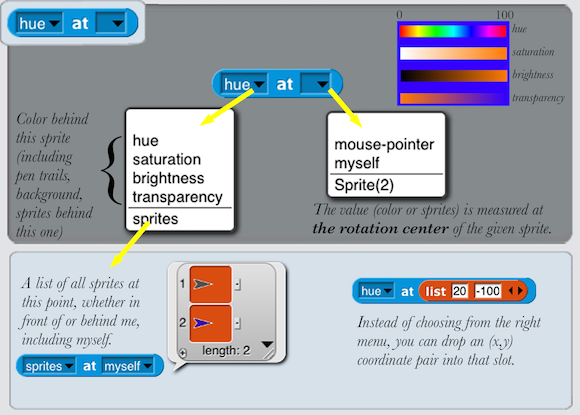 hue at
0 100
hue
saturation
brightness
transparency
hue at
Color behind
this sprite
(including
pen trails,
background,
sprites behind
this one)
hue
saturation
brightness
transparency
sprites
mouse-pointer
myself
Sprite(2)
The value (color or sprites) is measured at
the rotation center of the given sprite.
A list of all sprites at
this point, whether in
front of or behind me,
including myself.
sprites at myself
1
2
+ length: 2
hue at list 20 -100
Instead of choosing from the right
menu, you can drop an (x,y)
coordinate pair into that slot.